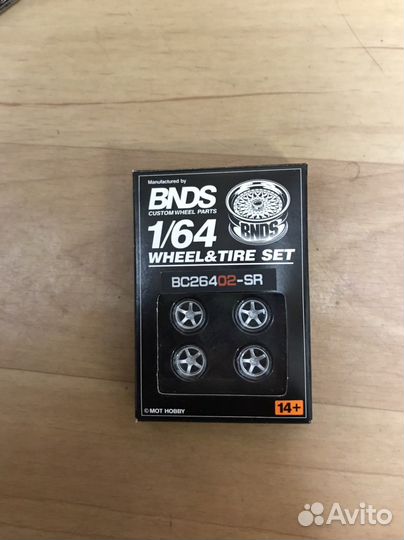 Manufactured by
BNDS
CUSTOM WHEEL PARTS
BNDS
1/64
WHEEL&TIRE SET
BC26402-SR
©MOT HOBBY
14+
Avito